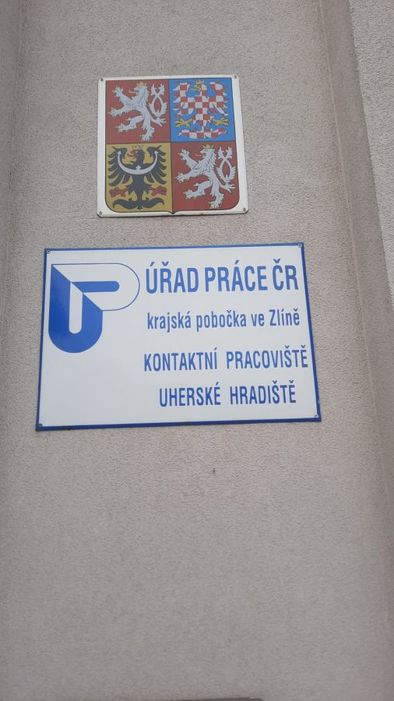 ÚŘAD PRÁCE ČR
krajská pobočka ve Zlíně
KONTAKTNÍ PRACOVIŠTĚ
UHERSKÉ HRADIŠTĚ